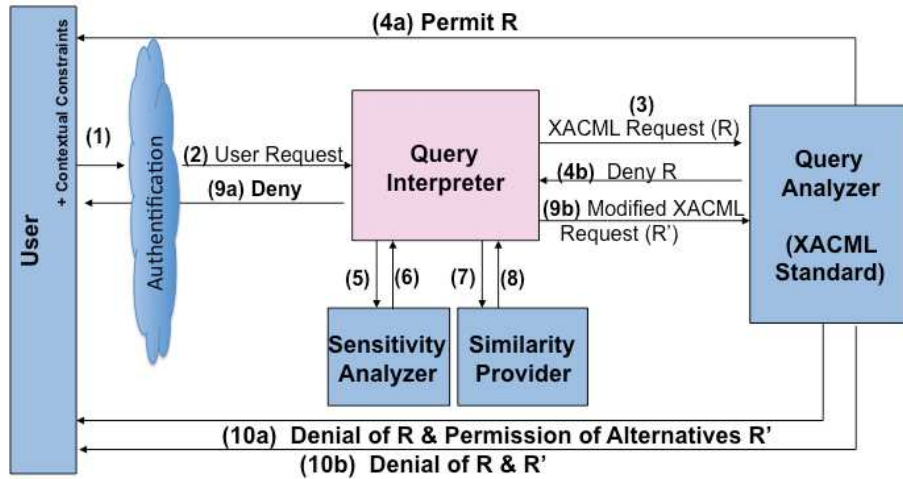 (4a) Permit R
User
+ Contextual Constraints
(1)
Authentification
(2) User Request
(9a) Deny
Query
Interpreter
(3)
XACML Request (R)
(4b) Deny R
(9b) Modified XACML
Request (R')
Query
Analyzer
(XACML
Standard)
(5)
(6)
(7)
(8)
Sensitivity
Analyzer
Similarity
Provider
(10a) Denial of R & Permission of Alternatives R'
(10b) Denial of R & R'